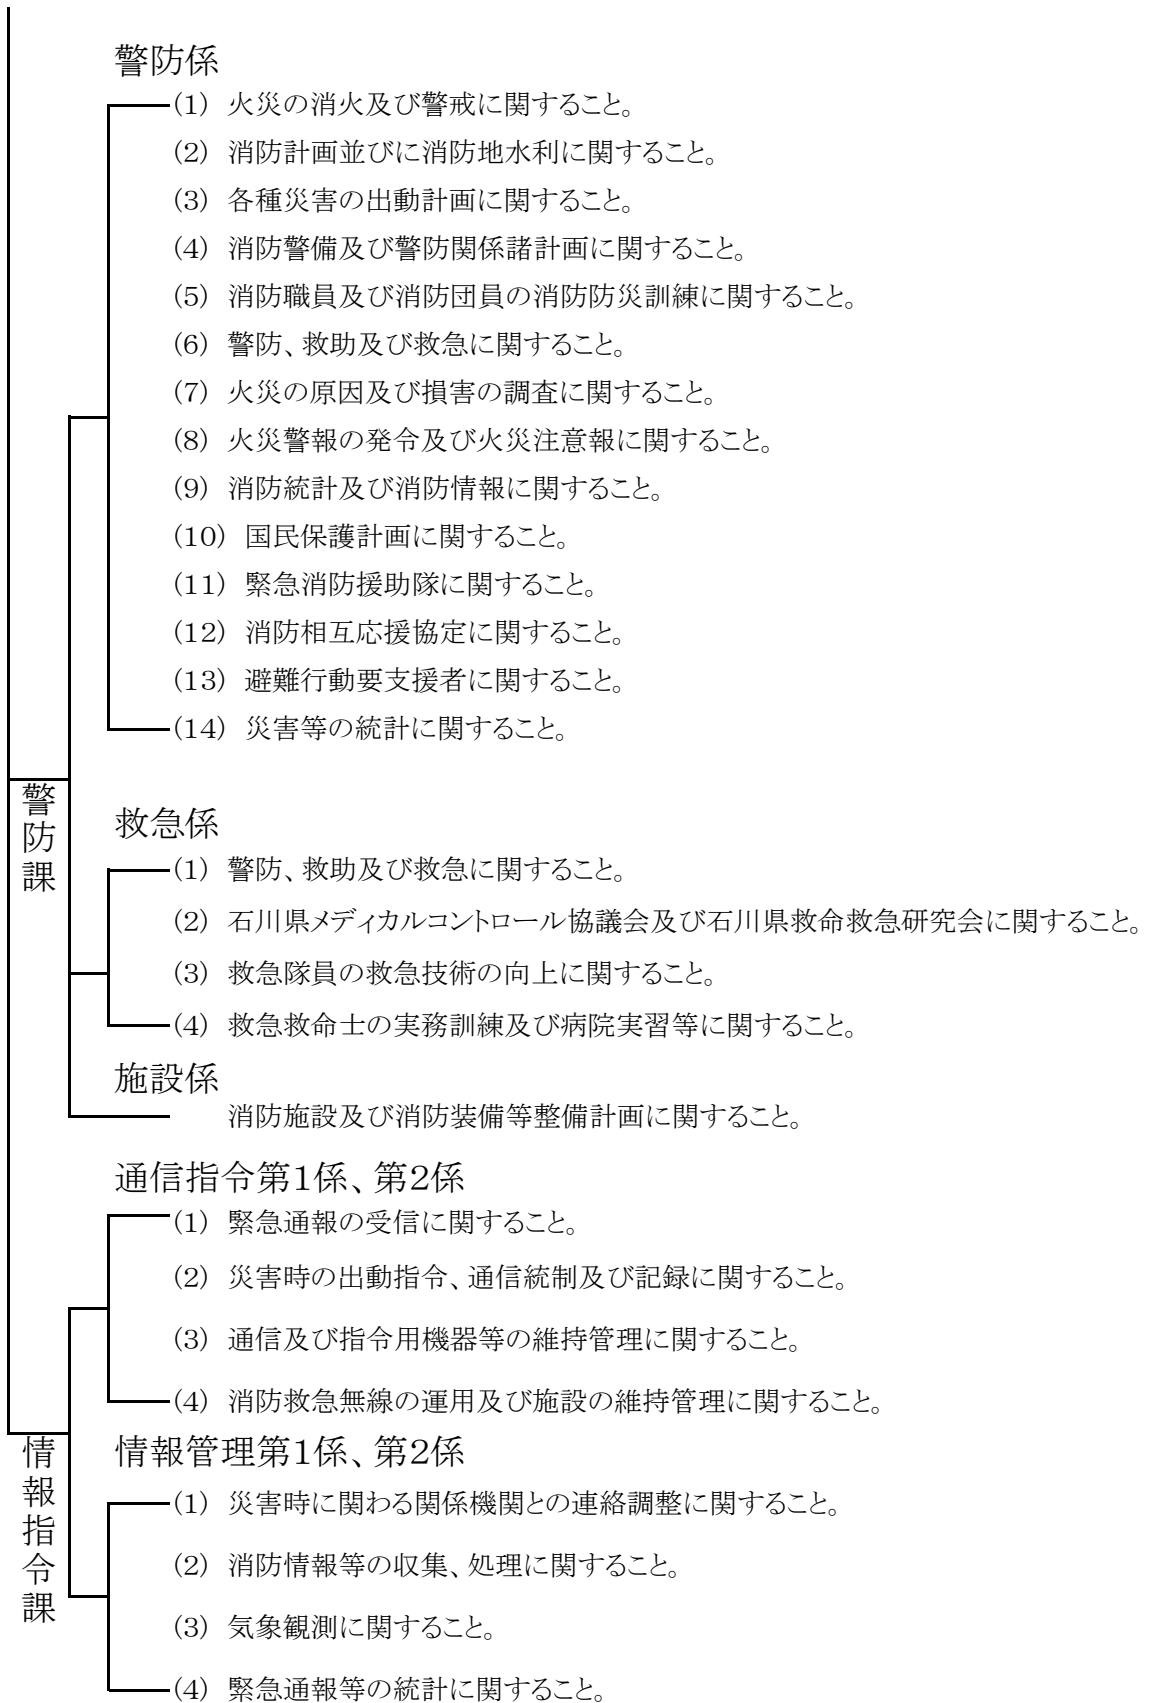 警防係
(1) 火災の消火及び警戒に関すること。
(2) 消防計画並びに消防地水利に関すること。
(3) 各種災害の出動計画に関すること。
(4) 消防警備及び警防関係諸計画に関すること。
(5) 消防職員及び消防団員の消防防災訓練に関すること。
(6) 警防、救助及び救急に関すること。
(7) 火災の原因及び損害の調査に関すること。
(8) 火災警報の発令及び火災注意報に関すること。
(9) 消防統計及び消防情報に関すること。
(10) 国民保護計画に関すること。
(11) 緊急消防援助隊に関すること。
(12) 消防相互応援協定に関すること。
(13) 避難行動要支援者に関すること。
(14) 災害等の統計に関すること。
警防課
救急係
(1) 警防、救助及び救急に関すること。
(2) 石川県メディカルコントロール協議会及び石川県救命救急研究会に関すること。
(3) 救急隊員の救急技術の向上に関すること。
(4) 救急救命士の実務訓練及び病院実習等に関すること。
施設係
消防施設及び消防装備等整備計画に関すること。
通信指令第1係、第2係
(1) 緊急通報の受信に関すること。
(2) 災害時の出動指令、通信統制及び記録に関すること。
(3) 通信及び指令用機器等の維持管理に関すること。
(4) 消防救急無線の運用及び施設の維持管理に関すること。
情報指令課
情報管理第1係、第2係
(1) 災害時に関わる関係機関との連絡調整に関すること。
(2) 消防情報等の収集、処理に関すること。
(3) 気象観測に関すること。
(4) 緊急通報等の統計に関すること。